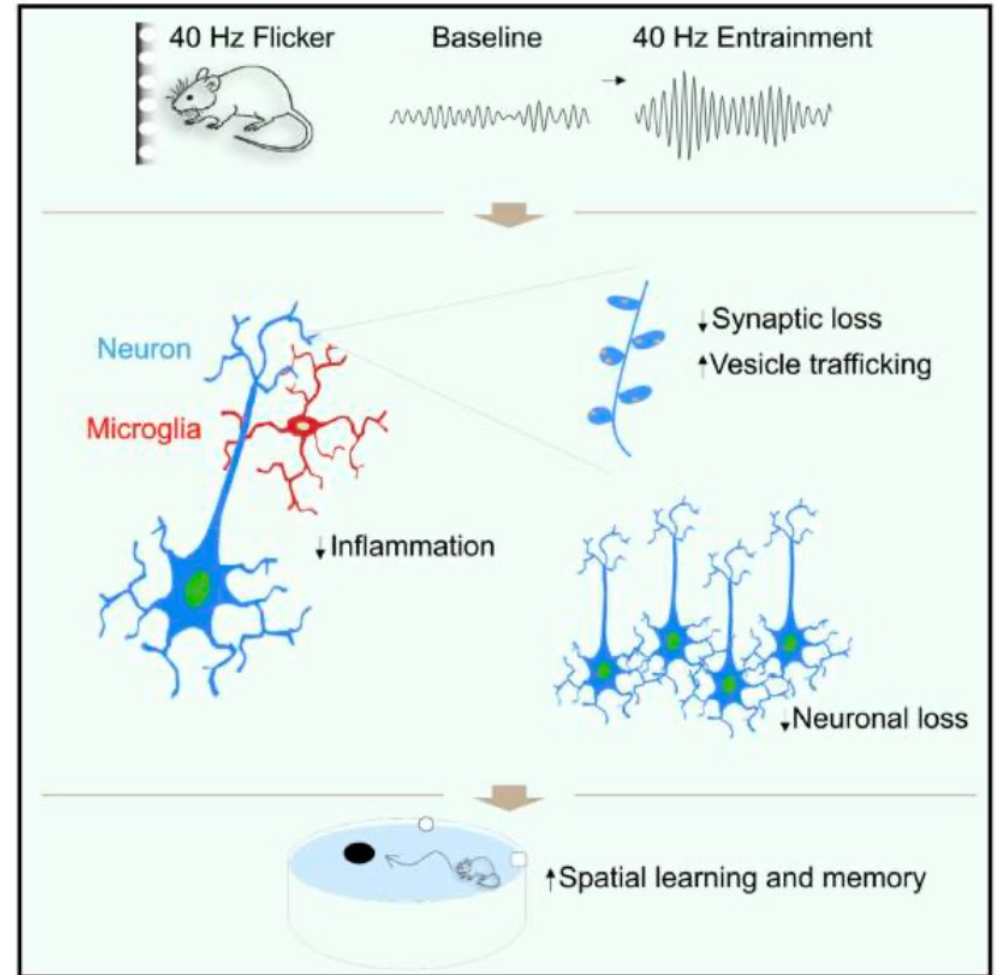 40 Hz Flicker
Baseline
40 Hz Entrainment
Neuron
Microglia
↓Synaptic loss
↑Vesicle trafficking
↓Inflammation
↓Neuronal loss
↑Spatial learning and memory